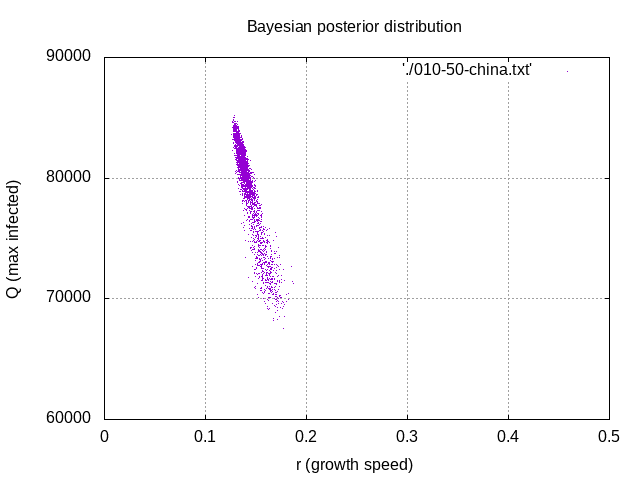 Bayesian posterior distribution
90000
'./010-50-china.txt'
80000
Q (max infected)
70000
60000
0
0.1
0.2
0.3
0.4
0.5
r (growth speed)